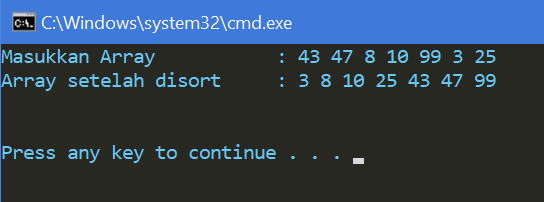 C:\Windows\system32\cmd.exe
Masukkan Array : 43 47 8 10 99 3 25
Array setelah disort : 3 8 10 25 43 47 99
Press any key to continue . . .